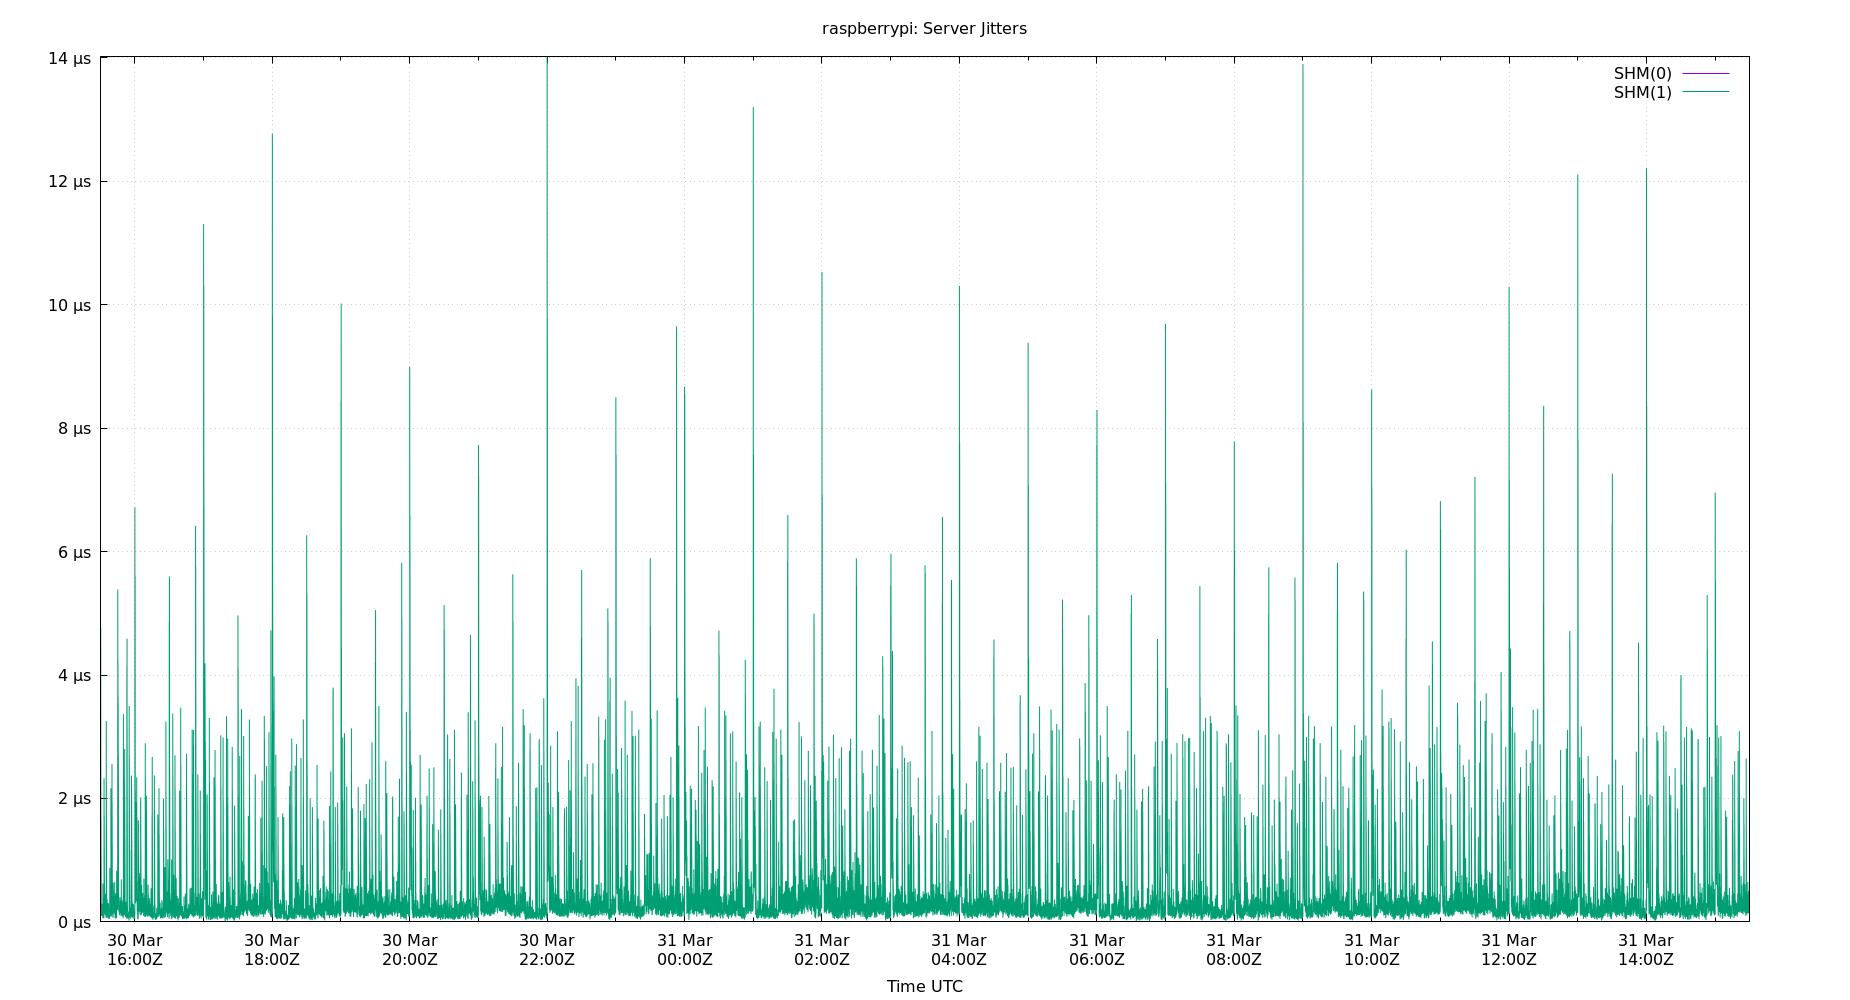 raspberrypi: Server Jitters
14 µs
SHM(0)
SHM(1)
12 µs
10 µs
8 µs
6 µs
4 µs
2 µs
0 µs
30 Mar 30 Mar 30 Mar 30 Mar 31 Mar 31 Mar 31 Mar 31 Mar 31 Mar 31 Mar 31 Mar 31 Mar
16:00Z 18:00Z 20:00Z 22:00Z 00:00Z 02:00Z 04:00Z 06:00Z 08:00Z 10:00Z 12:00Z 14:00Z
Time UTC